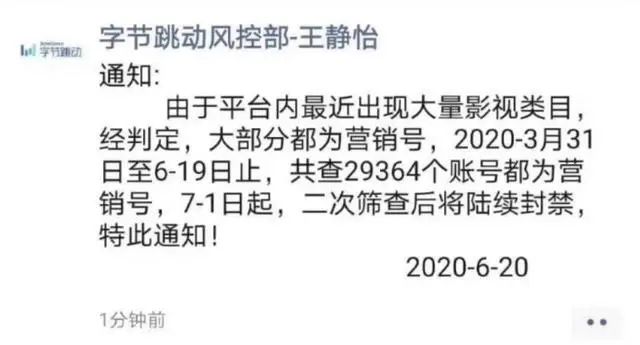 字节跳动风控部-王静怡
字节跳动
通知:
由于平台内最近出现大量影视类目，
经判定，大部分都为营销号，2020-3月31
日至6-19日止，共查29364个账号都为营
销号，7-1日起，二次筛查后将陆续封禁，
特此通知！
2020-6-20
1分钟前